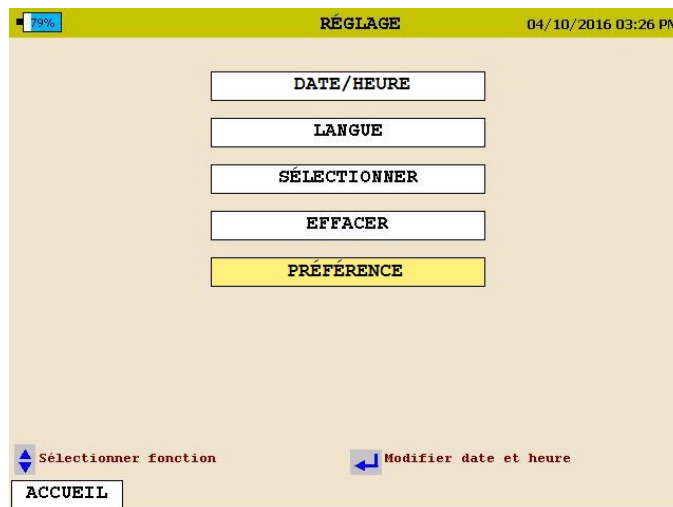 79% RÉGLAGE 04/10/2016 03:26 PM
DATE/HEURE
LANGUE
SÉLECTIONNER
EFFACER
PRÉFÉRENCE
Sélectionner fonction Modifier date et heure
ACCUEIL